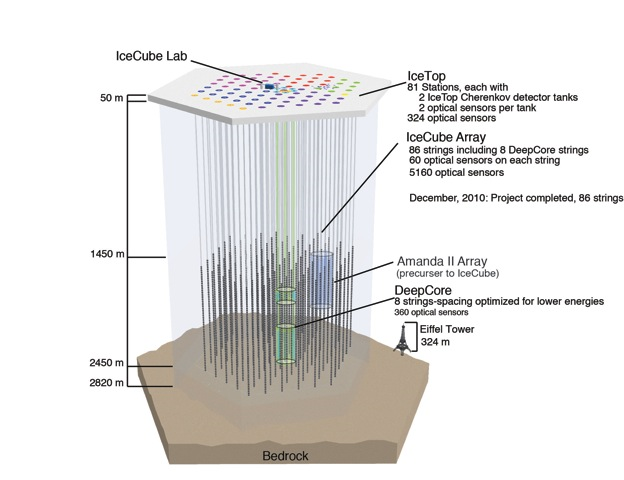 IceCube Lab
IceTop
81 Stations, each with
2 IceTop Cherenkov detector tanks
2 optical sensors per tank
324 optical sensors
50 m
IceCube Array
86 strings including 8 DeepCore strings
60 optical sensors on each string
5160 optical sensors
December, 2010: Project completed, 86 strings
1450 m
Amanda II Array
(precurser to IceCube)
DeepCore
8 strings-spacing optimized for lower energies
360 optical sensors
Eiffel Tower
324 m
2450 m
2820 m
Bedrock